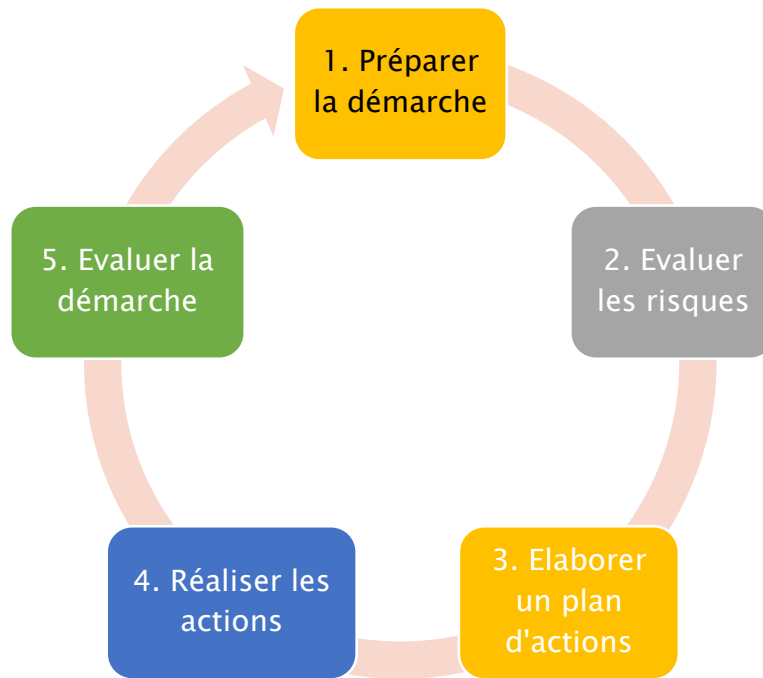 1. Préparer
la démarche
2. Evaluer
les risques
3. Elaborer
un plan
d'actions
4. Réaliser les
actions
5. Evaluer la
démarche